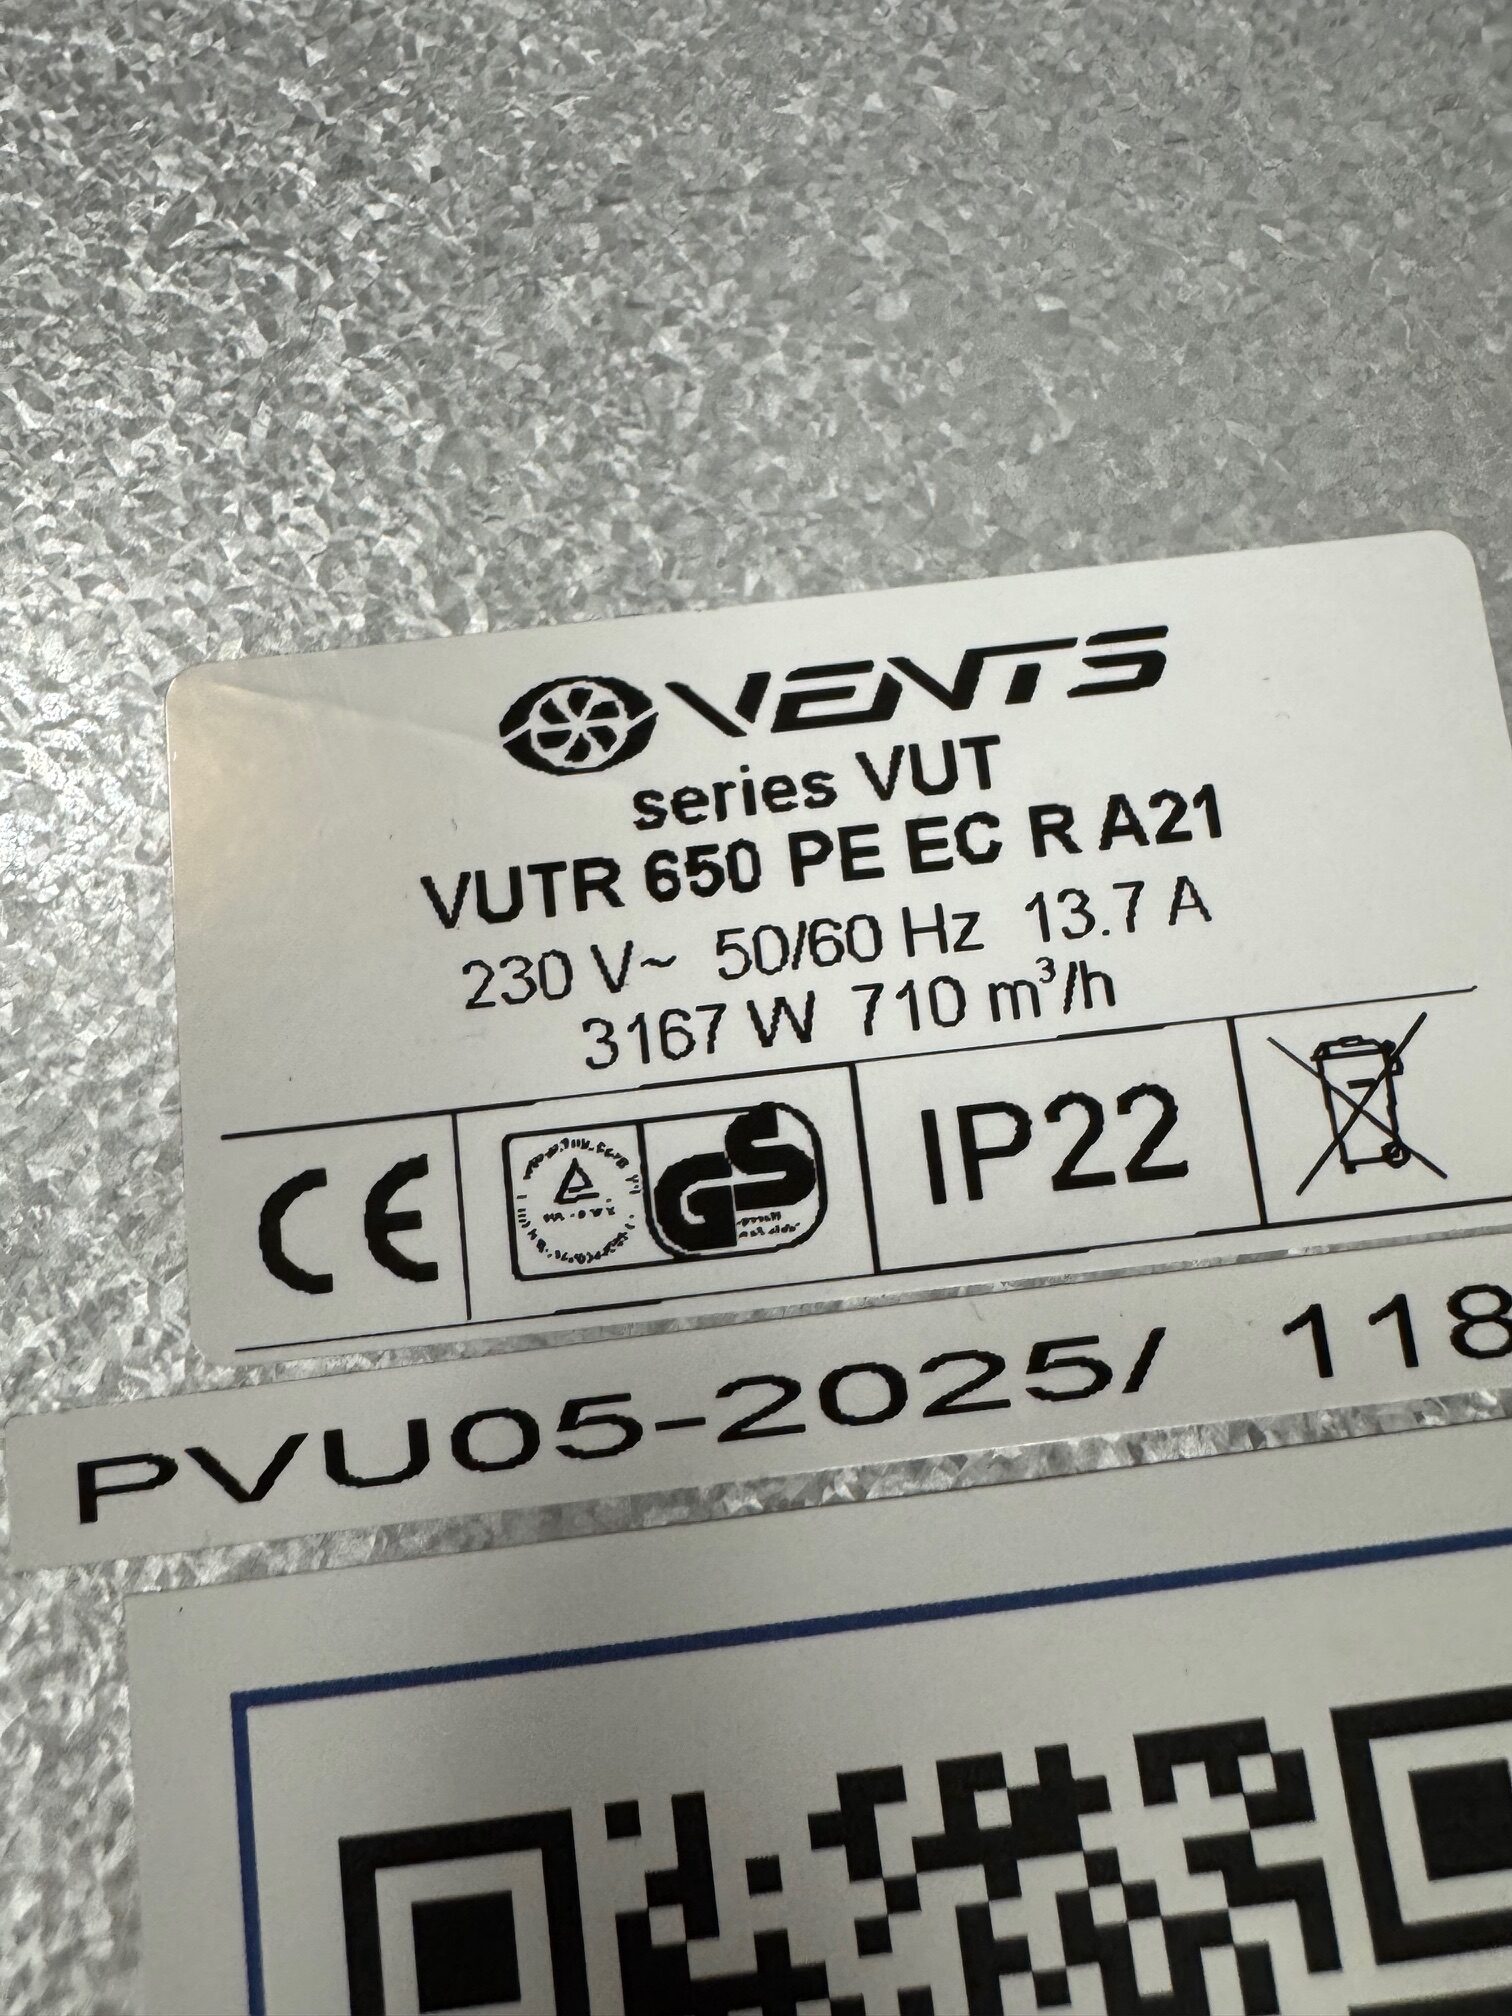 VENTS
series VUT
VUTR 650 PE EC R A21
230 V~ 50/60 Hz 13.7 A
3167 W 710 m³/h
CE GS IP22
PVU05-2025/ 118